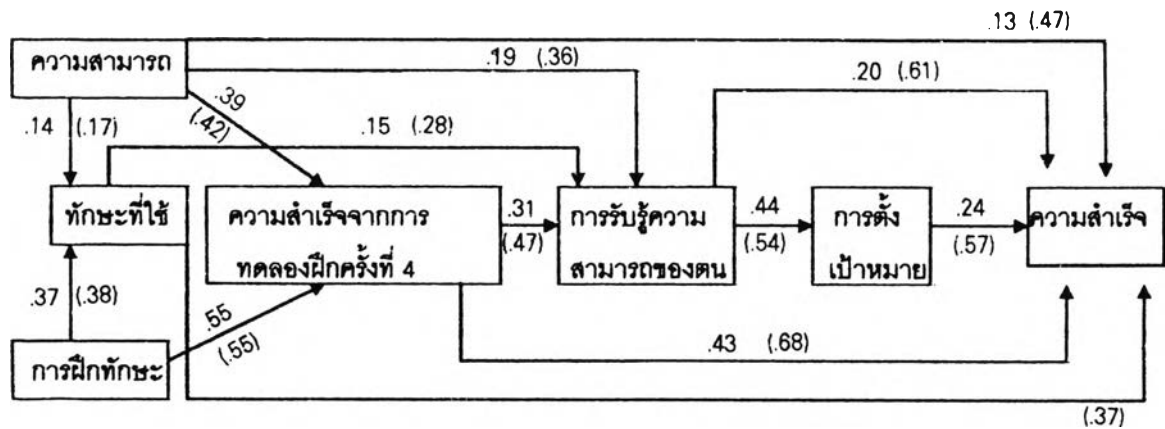 .13 (.47)
ความสามารถ
.19 (.36)
.20 (.61)
.39
(.42)
.14 (.17)
.15 (.28)
ทักษะที่ใช้
ความสำเร็จจากการ
ทดลองฝึกครั้งที่ 4
.31
(.47)
การรับรู้ความ
สามารถของตน
.44
(.54)
การตั้ง
เป้าหมาย
.24
(.57)
ความสำเร็จ
.37 (.38)
.55
(.55)
.43 (.68)
การฝึกทักษะ
(.37)